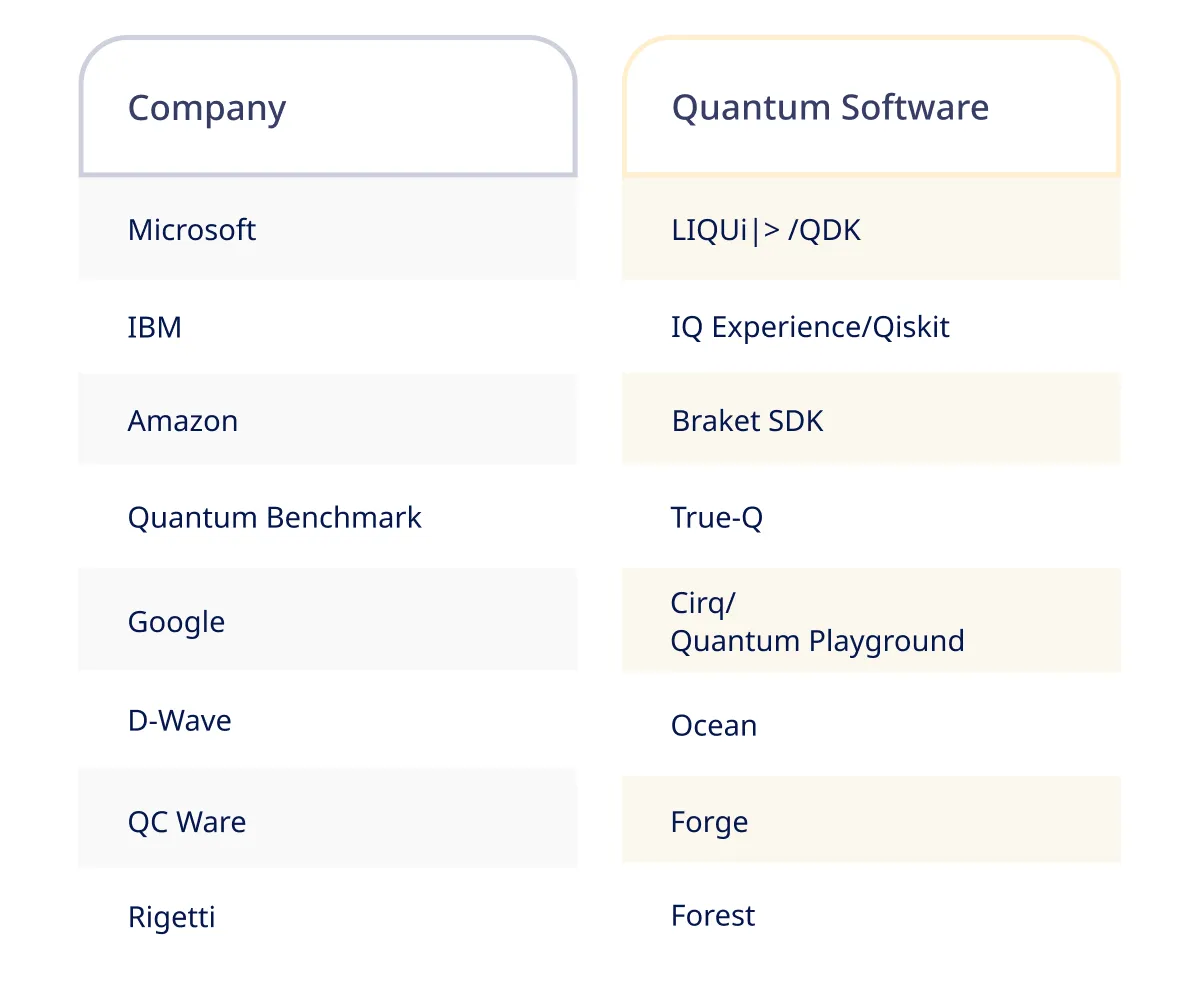 Company
Quantum Software
Microsoft
LIQUi|> /QDK
IBM
IQ Experience/Qiskit
Amazon
Braket SDK
Quantum Benchmark
True-Q
Google
Cirq/
Quantum Playground
D-Wave
Ocean
QC Ware
Forge
Rigetti
Forest